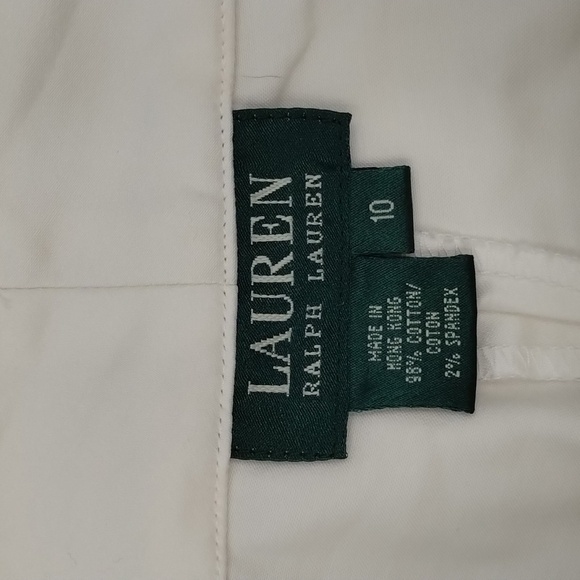 LAUREN
RALPH LAUREN
10
MADE IN
HONG KONG
98% COTTON/
COTON
2% SPANDEX